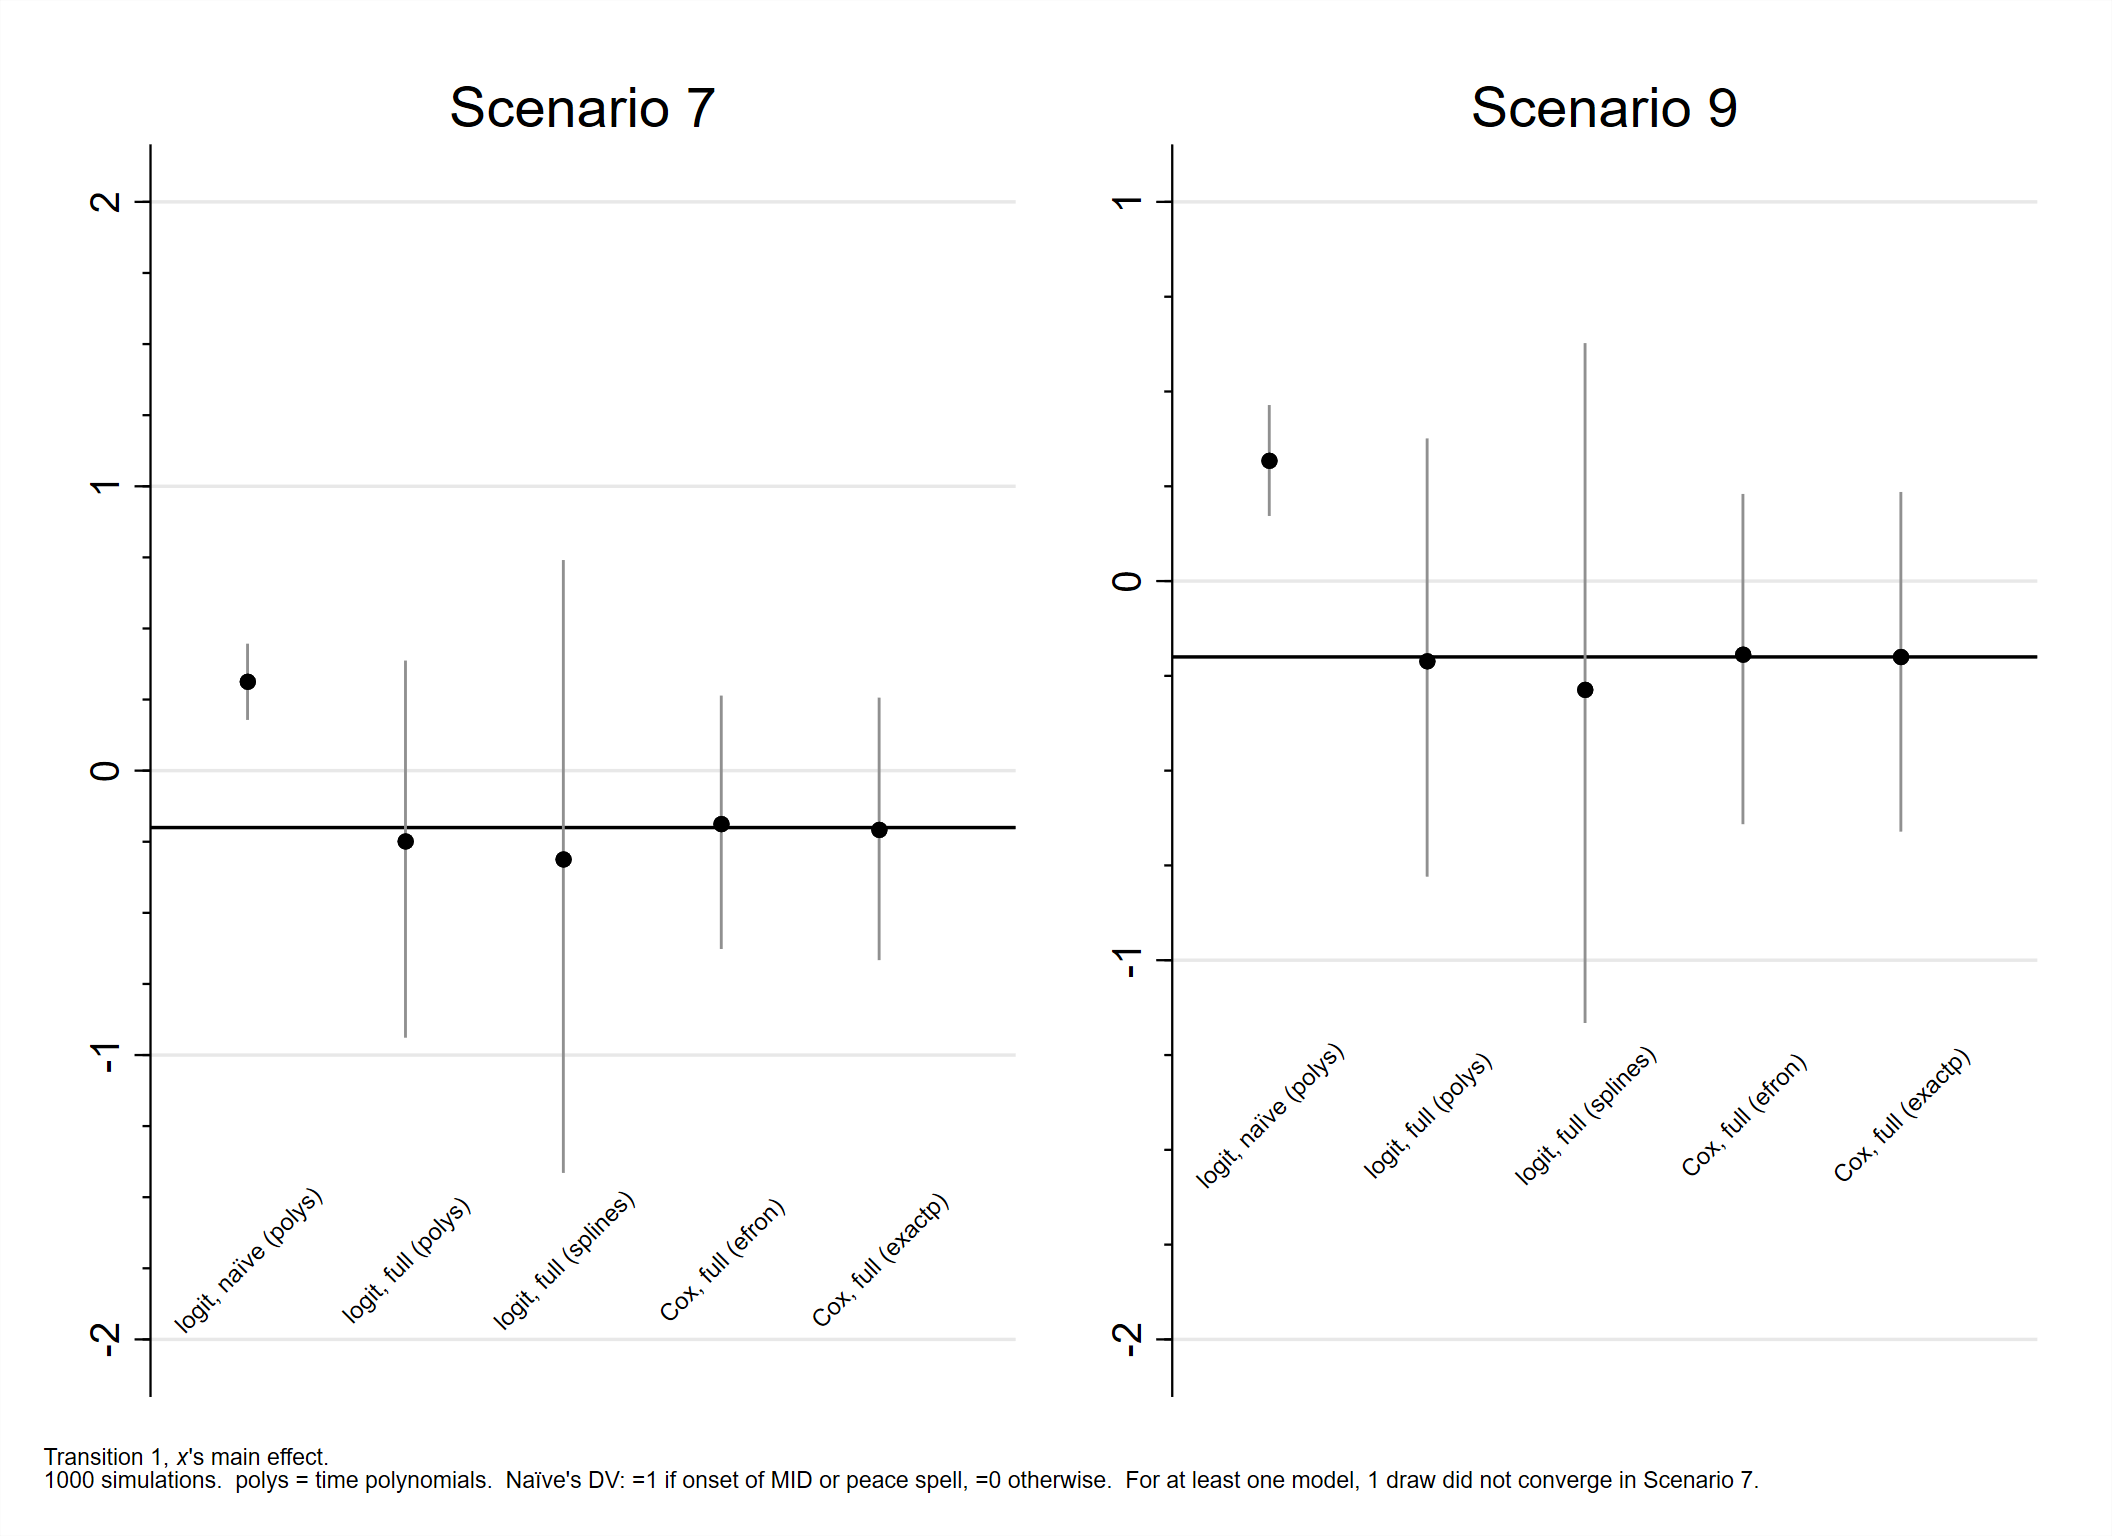 Scenario 7
2
1
0
-1
-2
logit, naïve (polys)
logit, full (polys)
logit, full (splines)
Cox, full (efron)
Cox, full (exactp)
Scenario 9
1
0
-1
-2
logit, naïve (polys)
logit, full (polys)
logit, full (splines)
Cox, full (efron)
Cox, full (exactp)
Transition 1, x's main effect.
1000 simulations.  polys = time polynomials.  Naïve's DV: =1 if onset of MID or peace spell, =0 otherwise.  For at least one model, 1 draw did not converge in Scenario 7.